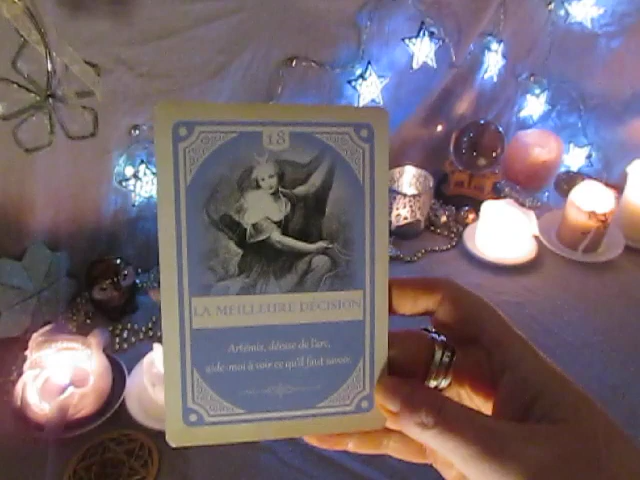 18
LA MEILLEURE DÉCISION
Artémis, déesse de l'arc,
aide-moi à voir ce qu'il faut savoir.